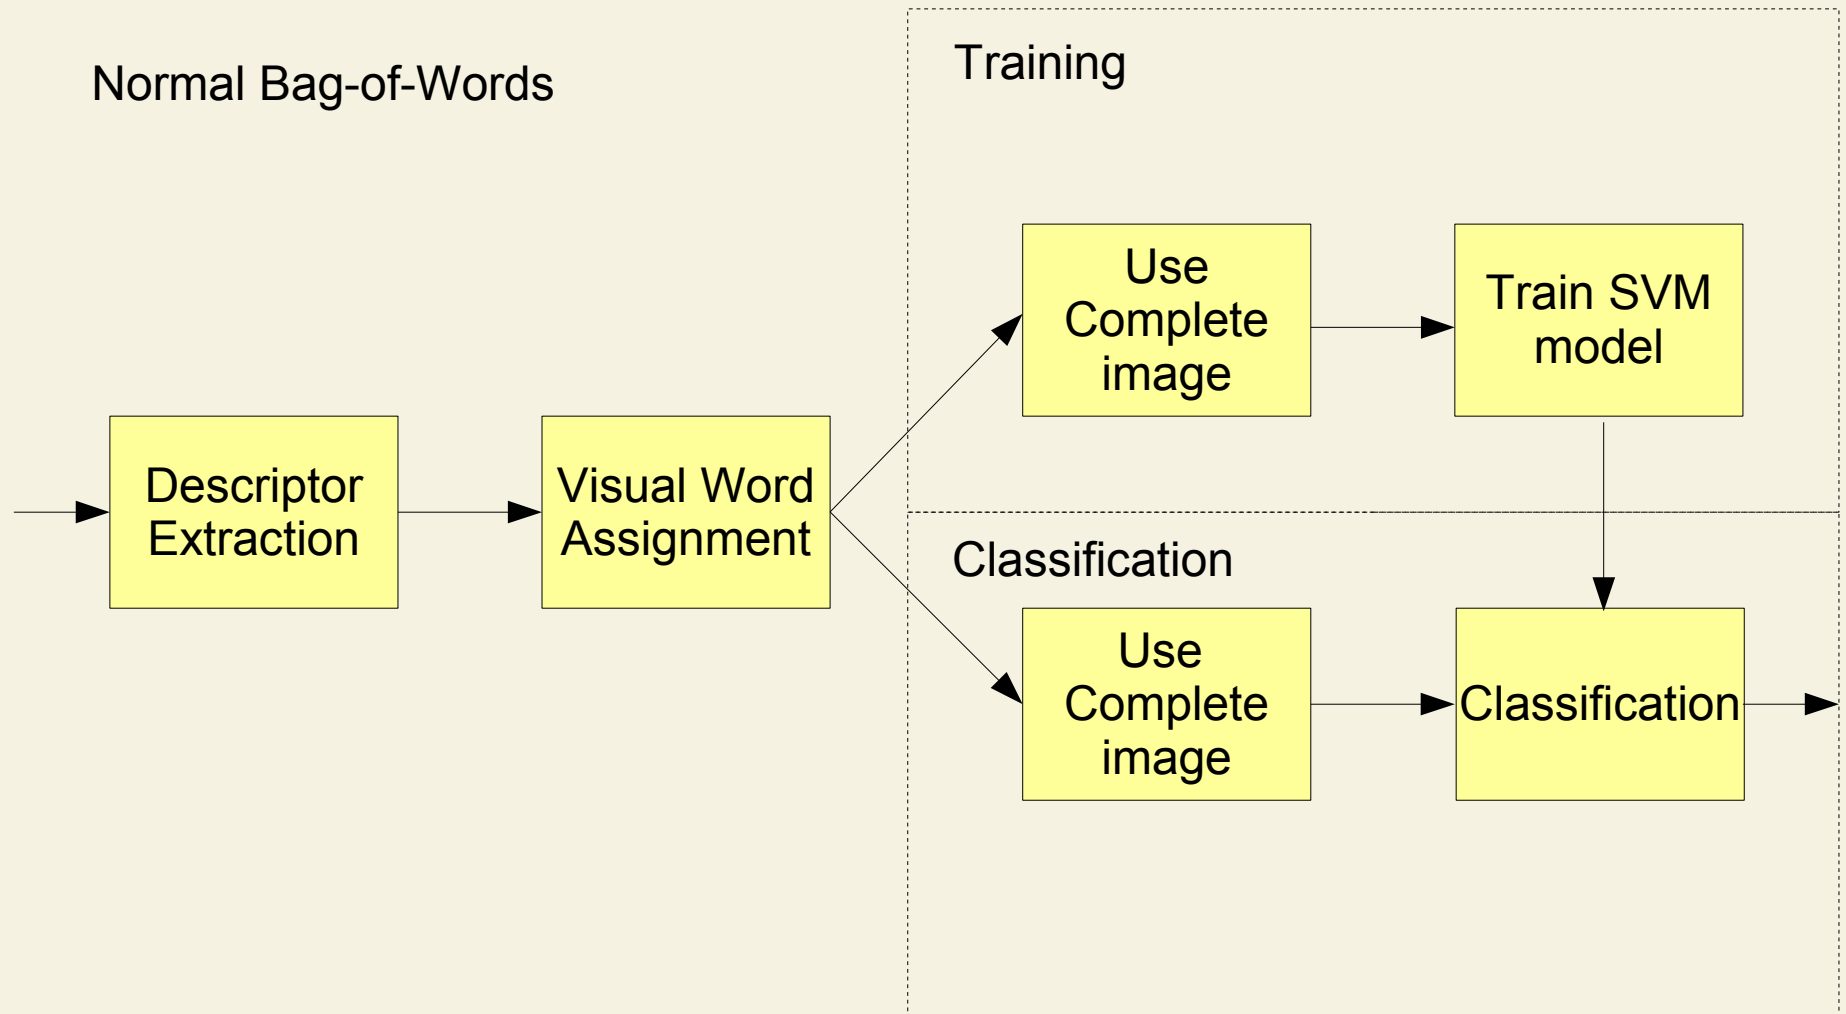 Normal Bag-of-Words
Training
Use
Complete
image
Train SVM
model
Descriptor
Extraction
Visual Word
Assignment
Classification
Use
Complete
image
Classification